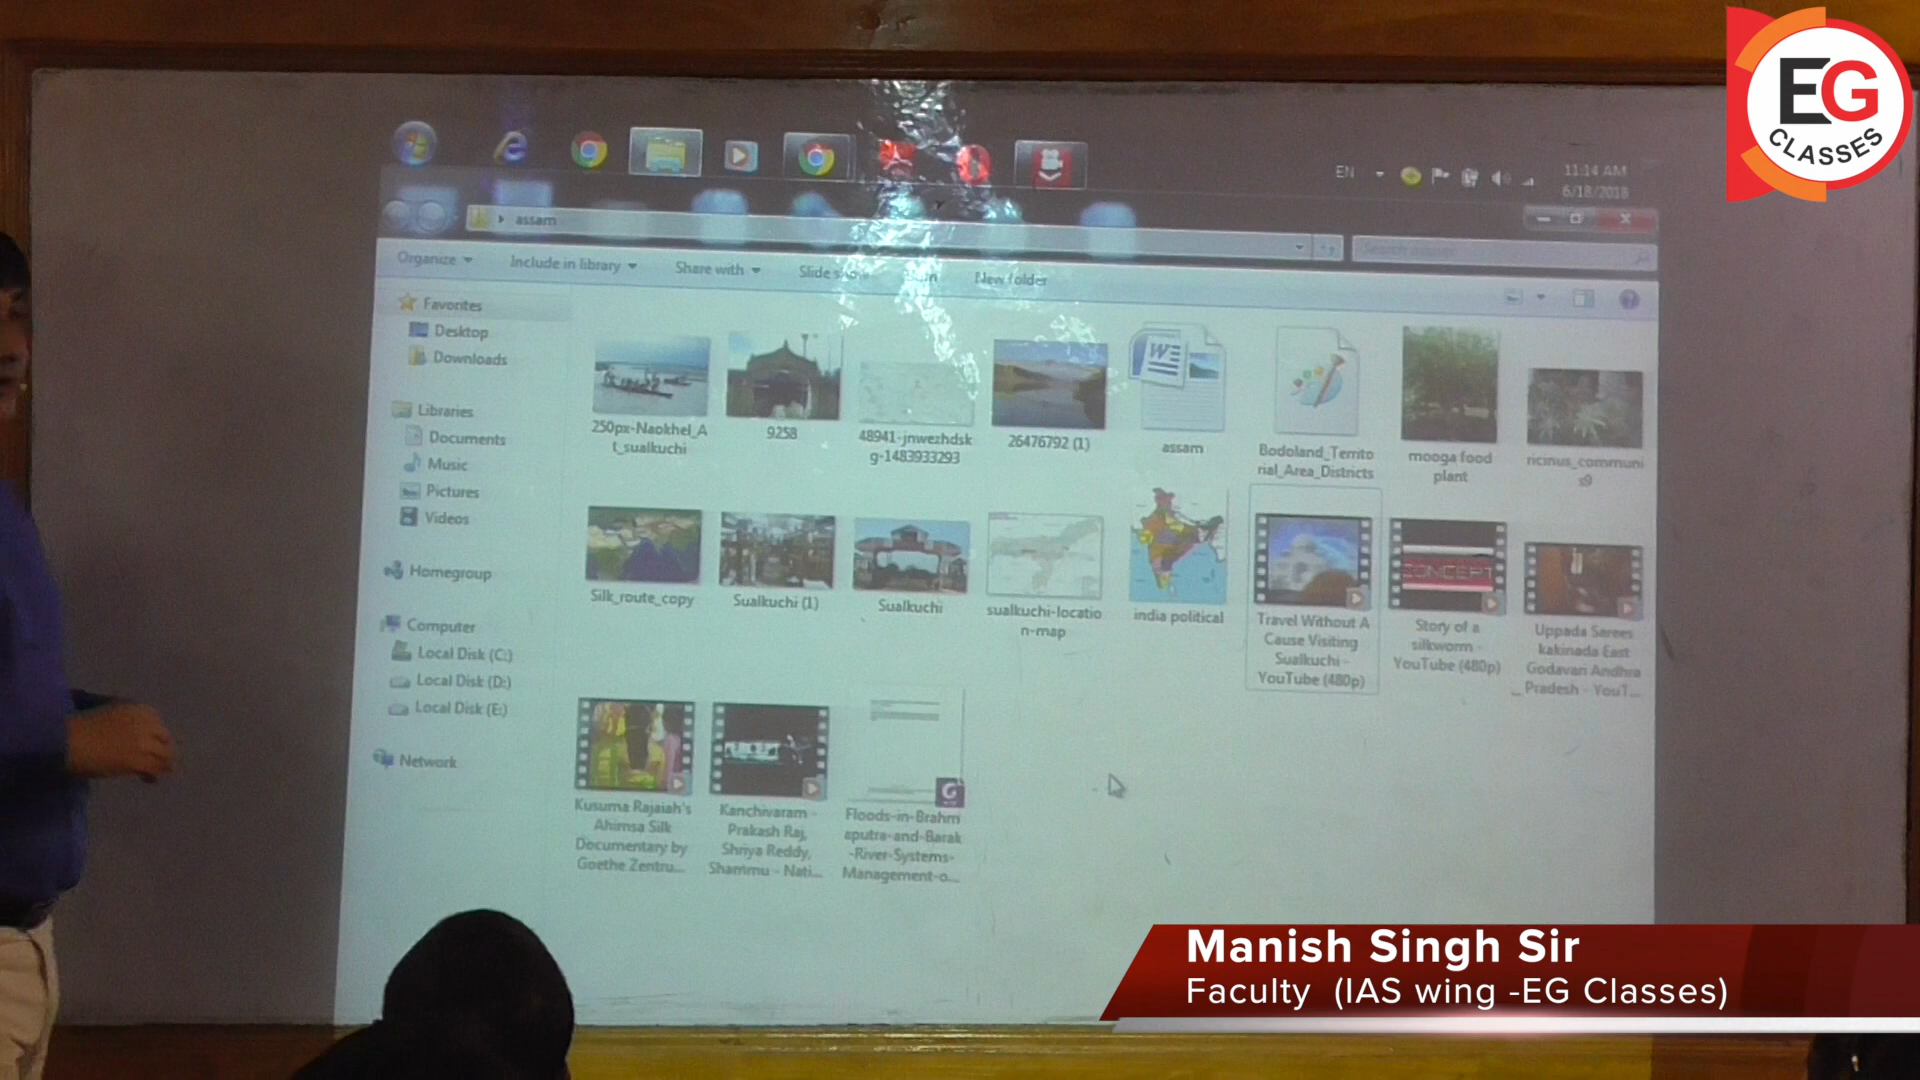 EG
CLASSES
EN
11:14 AM
6/18/2018
assam
Organize
Include in library
Share with
New folder
Favorites
Desktop
Downloads
Libraries
Documents
Music
Pictures
Videos
Homegroup
Computer
Local Disk (C:)
Local Disk (D:)
Local Disk (E:)
Network
250px-Naokhel_A
t_sualkuchi
9258
48941-jnwezhdsk
g-1483933293
26476792 (1)
assam
Bodoland_Territo
rial_Area_Districts
mooga food
plant
ricinus_communi
s9
Silk_route_copy
Sualkuchi (1)
Sualkuchi
sualkuchi-locatio
n-map
india political
Travel Without A
Cause Visiting
Sualkuchi -
YouTube (480p)
CONCEPT
Story of a
silkworm -
YouTube (480p)
Uppada Sarees
kakinada East
Godavari Andhra
Pradesh - YouT...
Kusuma Rajaiah's
Ahimsa Silk
Documentary by
Goethe Zentru...
Kanchivaram -
Prakash Raj,
Shriya Reddy,
Shammu - Nati...
Floods-in-Brahm
aputra-and-Barak
-River-Systems-
Management-o...
Manish Singh Sir
Faculty (IAS wing -EG Classes)